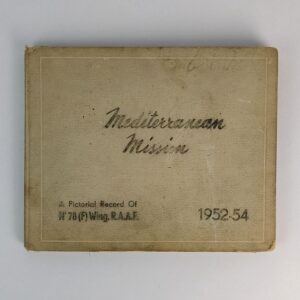 Mediterranean
Mission
A Pictorial Record Of
Nº 78 (F) Wing. R.A.A.F.
1952-54